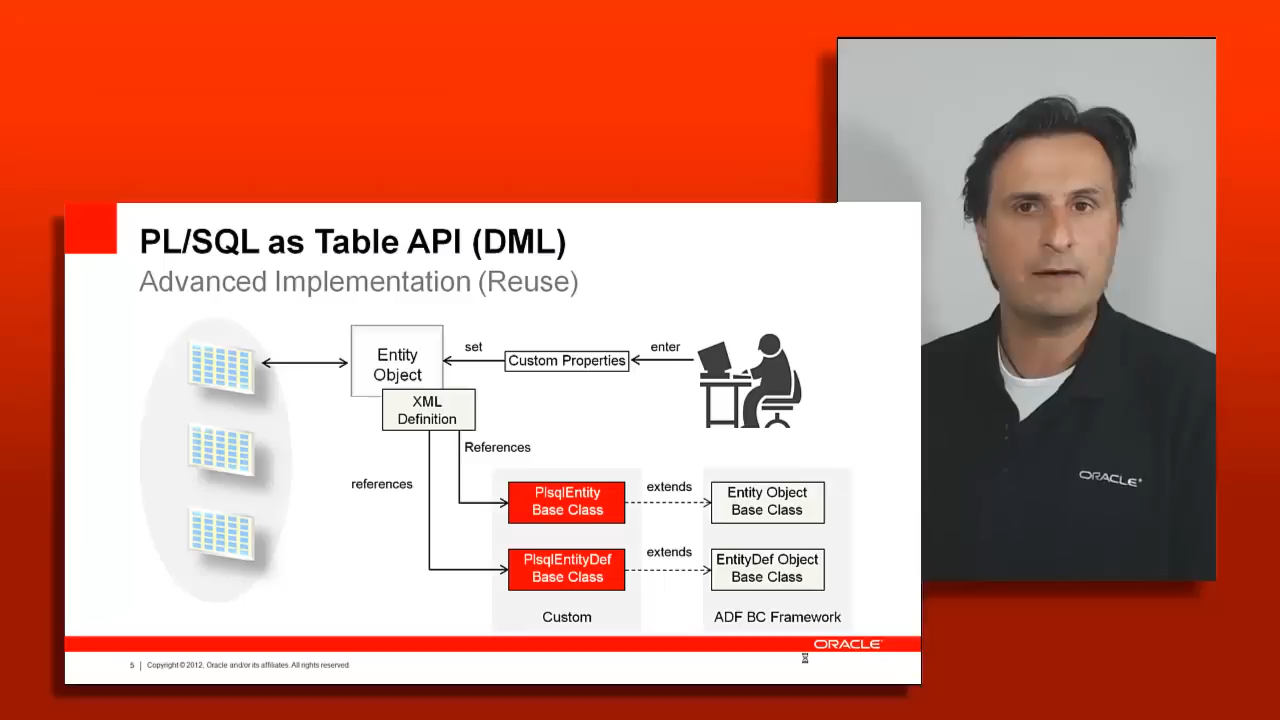 PL/SQL as Table API (DML)
Advanced Implementation (Reuse)
Entity
Object
set
Custom Properties
enter
XML
Definition
References
references
PlsqlEntity
Base Class
extends
Entity Object
Base Class
PlsqlEntityDef
Base Class
extends
EntityDef Object
Base Class
Custom
ADF BC Framework
ORACLE
5
Copyright © 2012, Oracle and/or its affiliates. All rights reserved.
ORACLE